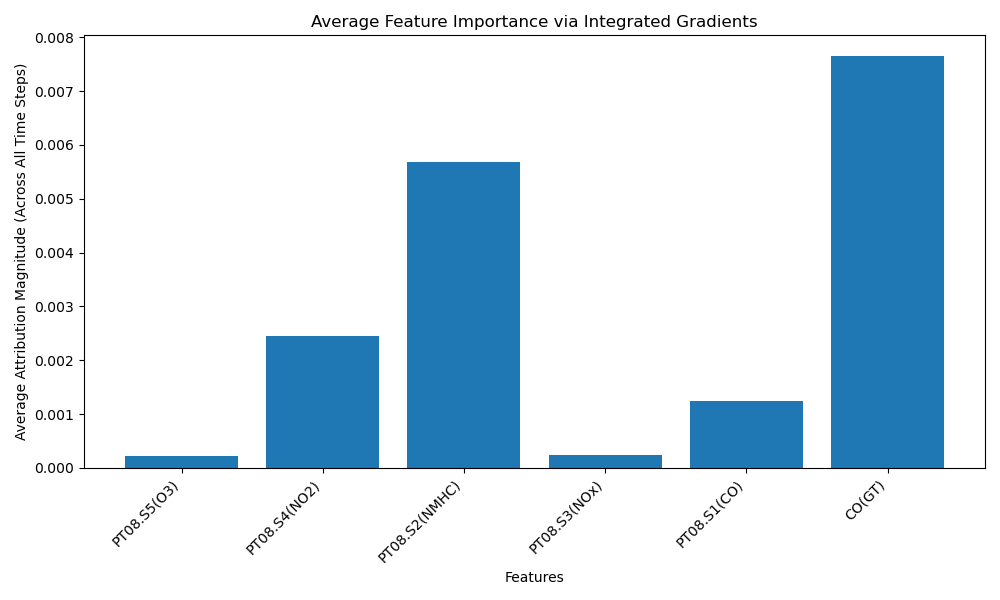 Average Feature Importance via Integrated Gradients
Average Attribution Magnitude (Across All Time Steps)
0.008
0.007
0.006
0.005
0.004
0.003
0.002
0.001
0.000
PT08.S5(O3)
PT08.S4(NO2)
PT08.S2(NMHC)
PT08.S3(NOx)
PT08.S1(CO)
CO(GT)
Features